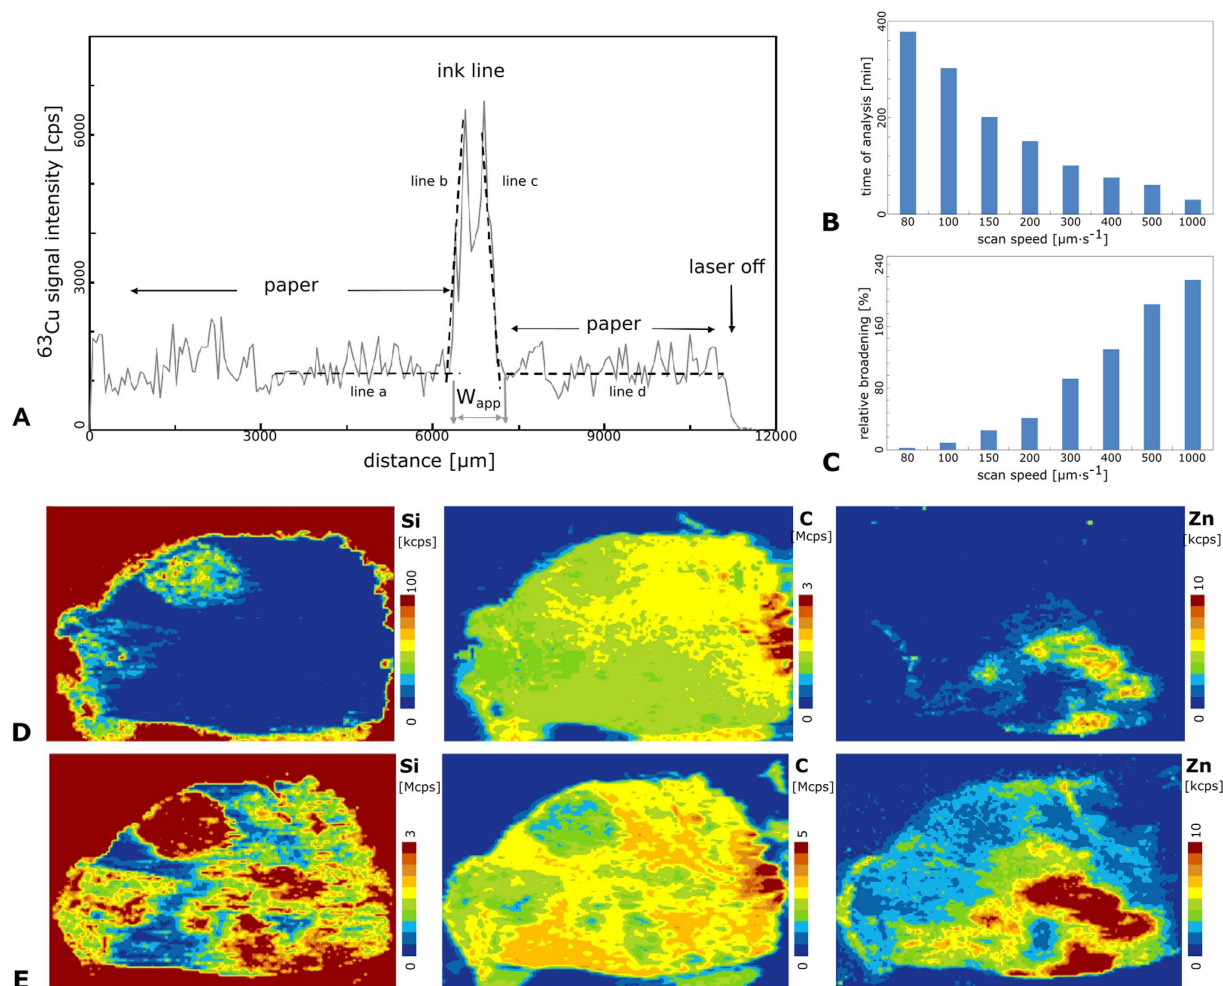 A
63Cu signal intensity [cps]
6000
3000
0
ink line
line b
line c
paper
paper
laser off
line a
Wapp
line d
0
3000
6000
9000
12000
distance [µm]
B
time of analysis [min]
400
200
0
80 100 150 200 300 400 500 1000
scan speed [µm·s-1]
C
relative broadening [%]
240
160
80
0
80 100 150 200 300 400 500 1000
scan speed [µm·s-1]
D
Si
[kcps]
100
0
C
[Mcps]
3
0
Zn
[kcps]
10
0
E
Si
[Mcps]
3
0
C
[Mcps]
5
0
Zn
[kcps]
10
0